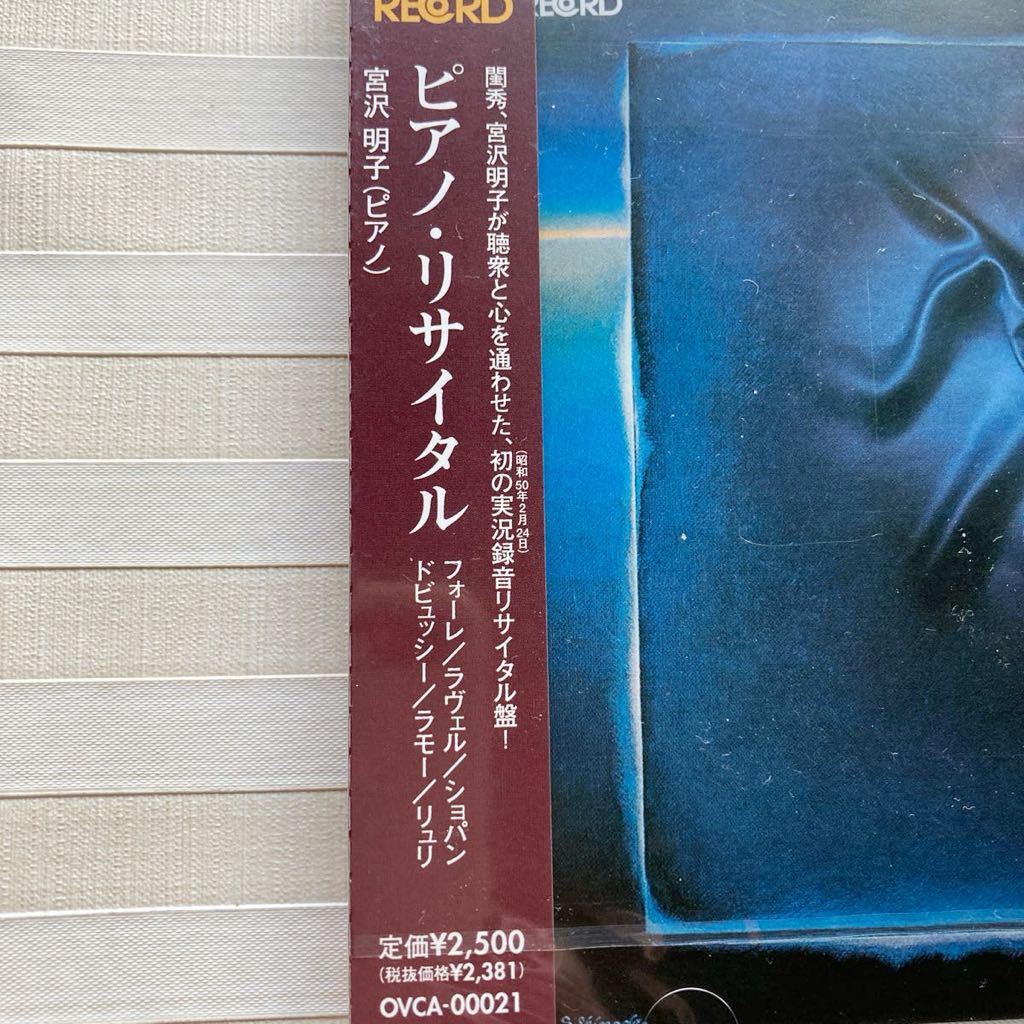 RECORD
RECORD
閨秀、宮沢明子が聴衆と心を通わせた、初の実況録音リサイタル盤!
(昭和50年2月24日)
ピアノ・リサイタル
フォーレ/ラヴェル/ショパン
ドビュッシー/ラモー/リュリ
宮沢 明子(ピアノ)
定価¥2,500
(税抜価格¥2,381)
OVCA-00021